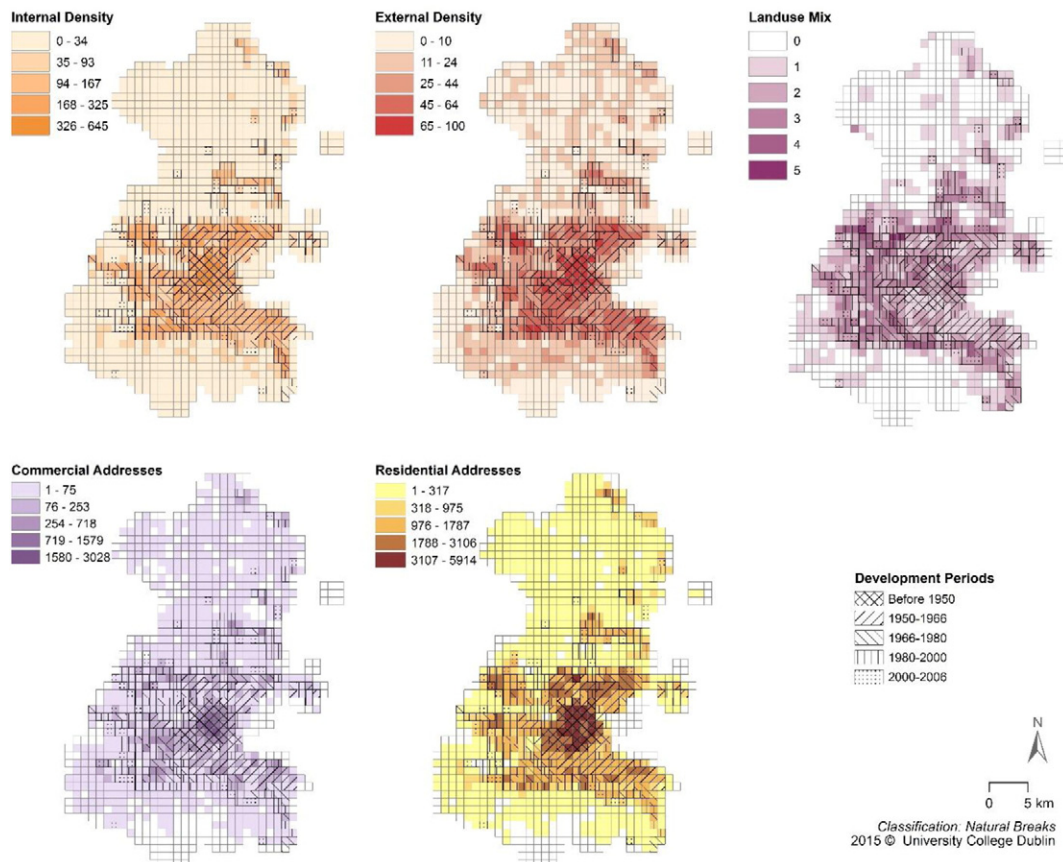 Internal Density
0 - 34
35 - 93
94 - 167
168 - 325
326 - 645
External Density
0 - 10
11 - 24
25 - 44
45 - 64
65 - 100
Landuse Mix
0
1
2
3
4
5
Commercial Addresses
1 - 75
76 - 253
254 - 718
719 - 1579
1580 - 3028
Residential Addresses
1 - 317
318 - 975
976 - 1787
1788 - 3106
3107 - 5914
Development Periods
Before 1950
1950-1966
1966-1980
1980-2000
2000-2006
N
0 5 km
Classification: Natural Breaks
2015 © University College Dublin